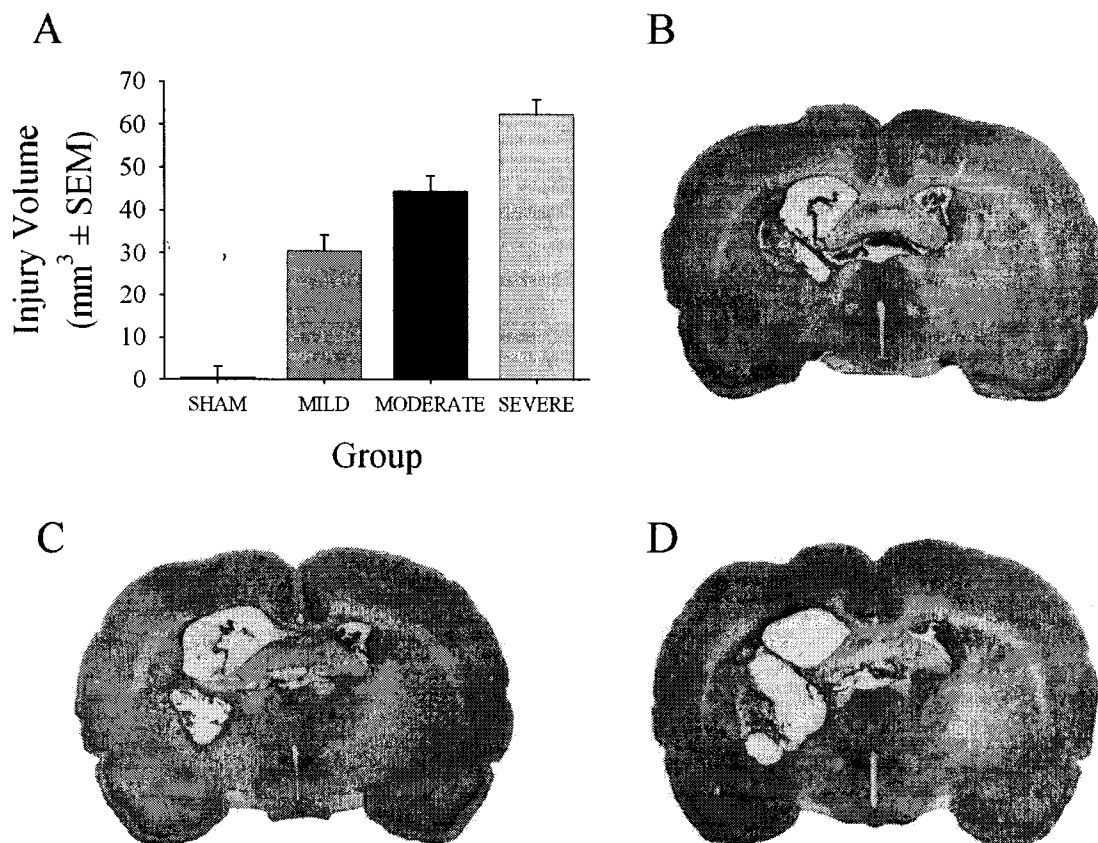 A
B
Injury Volume
(mm³ ± SEM)
70
60
50
40
30
20
10
0
SHAM MILD MODERATE SEVERE
Group
C
D